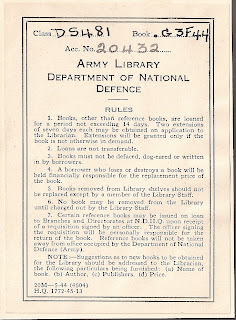 Class DS481 Book .G3F44
Acc. No. 20432......
ARMY LIBRARY
DEPARTMENT OF NATIONAL
DEFENCE
RULES
1. Books, other than reference books, are loaned
for a period not exceeding 14 days. Two extensions
of seven days each may be obtained on application to
the Librarian. Extensions will be granted only if the
book is not otherwise in demand.
2. Loans are not transferable.
3. Books must not be defaced, dog-eared or written
in by borrowers.
4. A borrower who loses or destroys a book will be
held financially responsible for the replacement price of
the book.
5. Books removed from Library shelves should not
be replaced except by a member of the Library Staff.
6. No book may be removed from the Library
until charged out by the Library Staff.
7. Certain reference books may be issued on loan
to Branches and Directorates at N.D.H.Q. upon receipt
of a requisition signed by an officer. The officer signing
the requisition will be personally responsible for the
return of the book. Reference books will not be taken
away from office occupied by the Department of National
Defence (Army).
NOTE:—Suggestions as to new books to be obtained
for the Library should be addressed to the Librarian,
the following particulars being furnished: (a) Name of
book. (b) Author, (c) Publishers, (d) Price.
20M—5-44 (4904)
H.Q. 1772-45-13